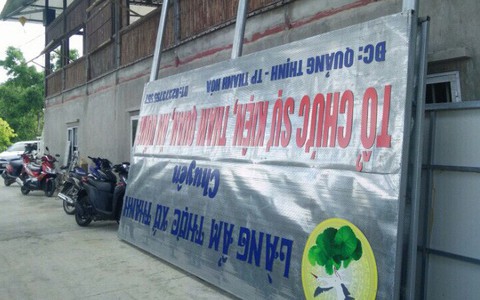 LÀNG ẨM THỰC XỨ THANH
Chuyên
TỔ CHỨC SỰ KIỆN,
ĐC: QUẢNG THỊNH - TP THANH HÓA